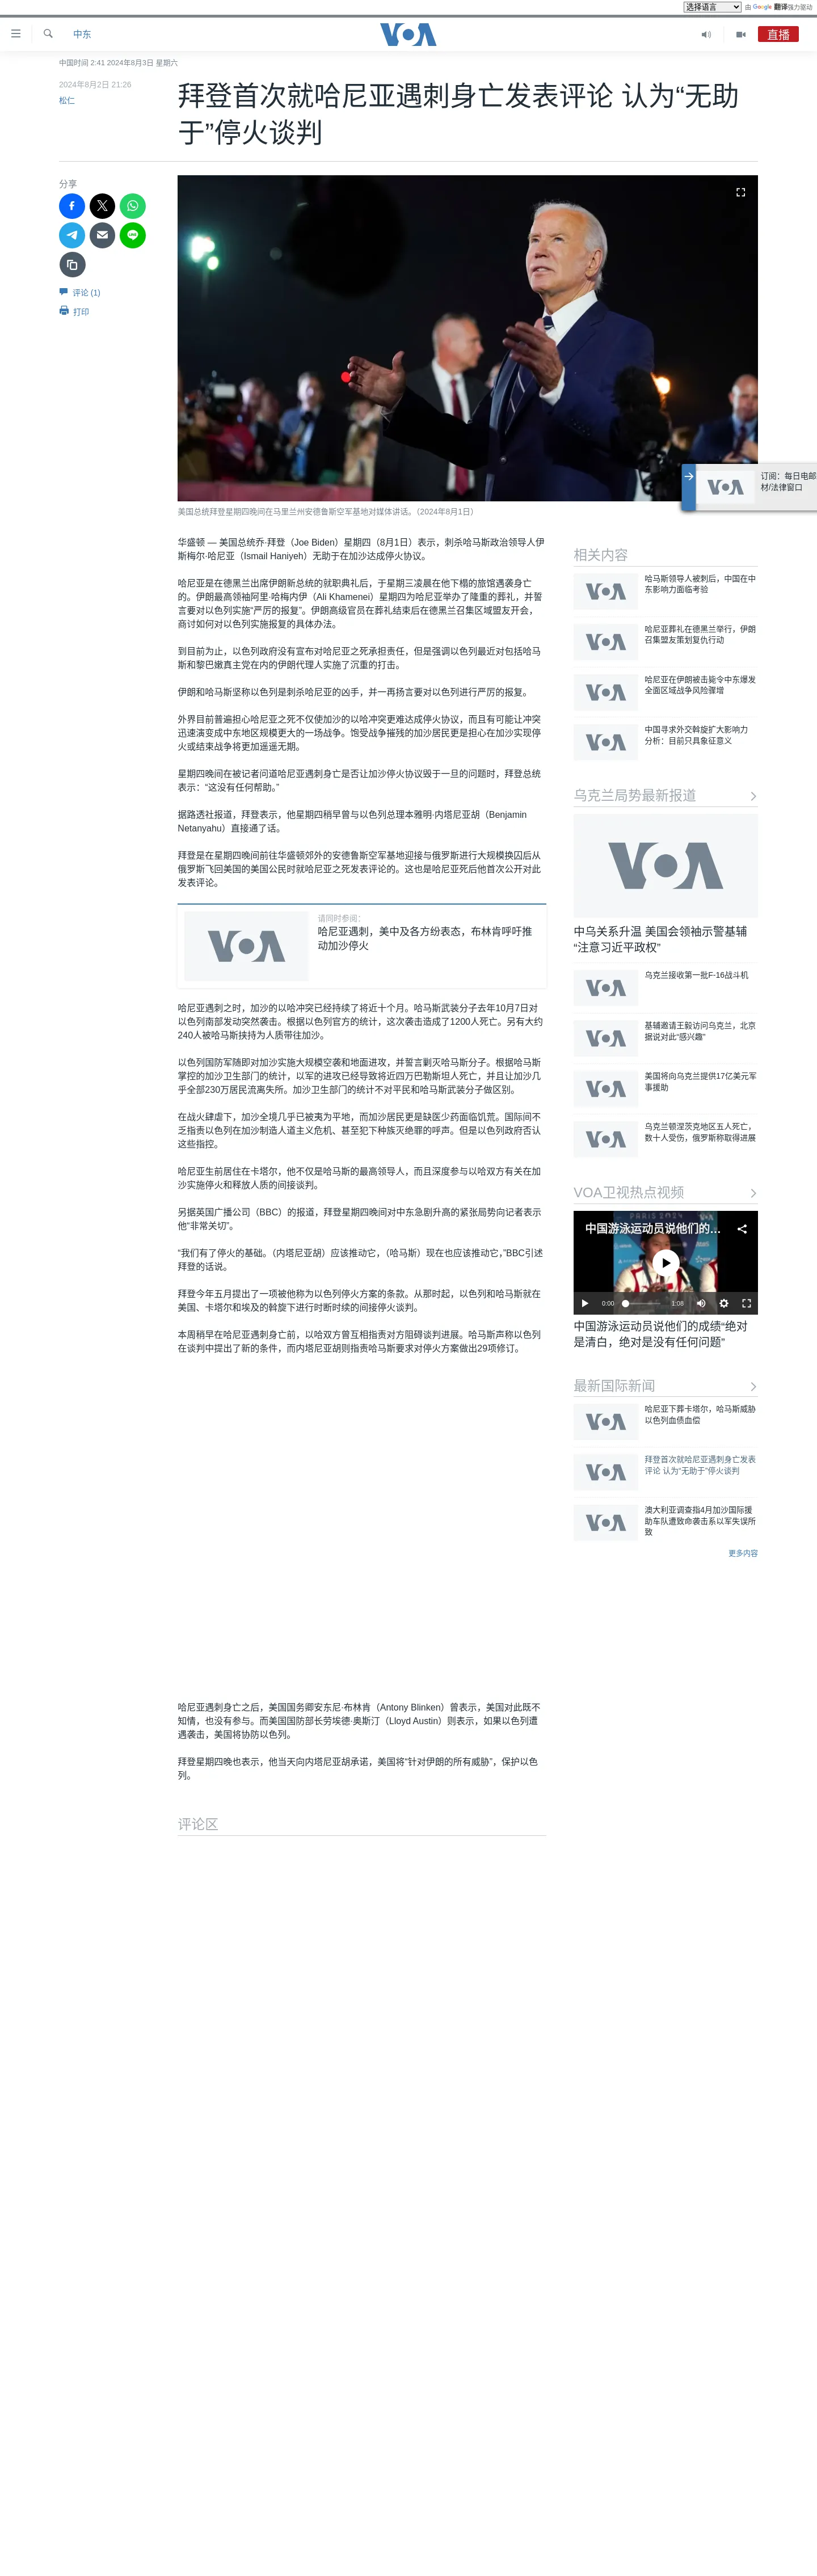 选择语言
由 Google 翻译强力驱动
中东
VOA
直播
中国时间 2:41 2024年8月3日 星期六
2024年8月2日 21:26
松仁
拜登首次就哈尼亚遇刺身亡发表评论 认为“无助
于”停火谈判
分享
评论 (1)
打印
订阅：每日电邮
材/法律窗口
美国总统拜登星期四晚间在马里兰州安德鲁斯空军基地对媒体讲话。（2024年8月1日）
华盛顿 — 美国总统乔·拜登（Joe Biden）星期四（8月1日）表示，刺杀哈马斯政治领导人伊
斯梅尔·哈尼亚（Ismail Haniyeh）无助于在加沙达成停火协议。
哈尼亚是在德黑兰出席伊朗新总统的就职典礼后，于星期三凌晨在他下榻的旅馆遇袭身亡
的。伊朗最高领袖阿里·哈梅内伊（Ali Khamenei）星期四为哈尼亚举办了隆重的葬礼，并誓
言要对以色列实施“严厉的报复”。伊朗高级官员在葬礼结束后在德黑兰召集区域盟友开会，
商讨如何对以色列实施报复的具体办法。
到目前为止，以色列政府没有宣布对哈尼亚之死承担责任，但是强调以色列最近对包括哈马
斯和黎巴嫩真主党在内的伊朗代理人实施了沉重的打击。
伊朗和哈马斯坚称以色列是刺杀哈尼亚的凶手，并一再扬言要对以色列进行严厉的报复。
外界目前普遍担心哈尼亚之死不仅使加沙的以哈冲突更难达成停火协议，而且有可能让冲突
迅速演变成中东地区规模更大的一场战争。饱受战争摧残的加沙居民更是担心在加沙实现停
火或结束战争将更加遥遥无期。
星期四晚间在被记者问道哈尼亚遇刺身亡是否让加沙停火协议毁于一旦的问题时，拜登总统
表示：“这没有任何帮助。”
据路透社报道，拜登表示，他星期四稍早曾与以色列总理本雅明·内塔尼亚胡（Benjamin
Netanyahu）直接通了话。
拜登是在星期四晚间前往华盛顿郊外的安德鲁斯空军基地迎接与俄罗斯进行大规模换囚后从
俄罗斯飞回美国的美国公民时就哈尼亚之死发表评论的。这也是哈尼亚死后他首次公开对此
发表评论。
VOA
请同时参阅：
哈尼亚遇刺，美中及各方纷表态，布林肯呼吁推
动加沙停火
哈尼亚遇刺之时，加沙的以哈冲突已经持续了将近十个月。哈马斯武装分子去年10月7日对
以色列南部发动突然袭击。根据以色列官方的统计，这次袭击造成了1200人死亡。另有大约
240人被哈马斯挟持为人质带往加沙。
以色列国防军随即对加沙实施大规模空袭和地面进攻，并誓言剿灭哈马斯分子。根据哈马斯
掌控的加沙卫生部门的统计，以军的进攻已经导致将近四万巴勒斯坦人死亡，并且让加沙几
乎全部230万居民流离失所。加沙卫生部门的统计不对平民和哈马斯武装分子做区别。
在战火肆虐下，加沙全境几乎已被夷为平地，而加沙居民更是缺医少药面临饥荒。国际间不
乏指责以色列在加沙制造人道主义危机、甚至犯下种族灭绝罪的呼声。但是以色列政府否认
这些指控。
哈尼亚生前居住在卡塔尔，他不仅是哈马斯的最高领导人，而且深度参与以哈双方有关在加
沙实施停火和释放人质的间接谈判。
另据英国广播公司（BBC）的报道，拜登星期四晚间对中东急剧升高的紧张局势向记者表示
他“非常关切”。
“我们有了停火的基础。（内塔尼亚胡）应该推动它，（哈马斯）现在也应该推动它，”BBC引述
拜登的话说。
拜登今年五月提出了一项被他称为以色列停火方案的条款。从那时起，以色列和哈马斯就在
美国、卡塔尔和埃及的斡旋下进行时断时续的间接停火谈判。
本周稍早在哈尼亚遇刺身亡前，以哈双方曾互相指责对方阻碍谈判进展。哈马斯声称以色列
在谈判中提出了新的条件，而内塔尼亚胡则指责哈马斯要求对停火方案做出29项修订。
哈尼亚遇刺身亡之后，美国国务卿安东尼·布林肯（Antony Blinken）曾表示，美国对此既不
知情，也没有参与。而美国国防部长劳埃德·奥斯汀（Lloyd Austin）则表示，如果以色列遭
遇袭击，美国将协防以色列。
拜登星期四晚也表示，他当天向内塔尼亚胡承诺，美国将“针对伊朗的所有威胁”，保护以色
列。
评论区
相关内容
哈马斯领导人被刺后，中国在中
东影响力面临考验
哈尼亚葬礼在德黑兰举行，伊朗
召集盟友策划复仇行动
哈尼亚在伊朗被击毙令中东爆发
全面区域战争风险骤增
中国寻求外交斡旋扩大影响力
分析：目前只具象征意义
乌克兰局势最新报道
VOA
中乌关系升温 美国会领袖示警基辅
“注意习近平政权”
乌克兰接收第一批F-16战斗机
基辅邀请王毅访问乌克兰，北京
据说对此“感兴趣”
美国将向乌克兰提供17亿美元军
事援助
乌克兰顿涅茨克地区五人死亡，
数十人受伤，俄罗斯称取得进展
VOA卫视热点视频
PARIS 2024
中国游泳运动员说他们的...
0:00
1:08
中国游泳运动员说他们的成绩“绝对
是清白，绝对是没有任何问题”
最新国际新闻
哈尼亚下葬卡塔尔，哈马斯威胁
以色列血债血偿
拜登首次就哈尼亚遇刺身亡发表
评论 认为“无助于”停火谈判
澳大利亚调查指4月加沙国际援
助车队遭致命袭击系以军失误所
致
更多内容